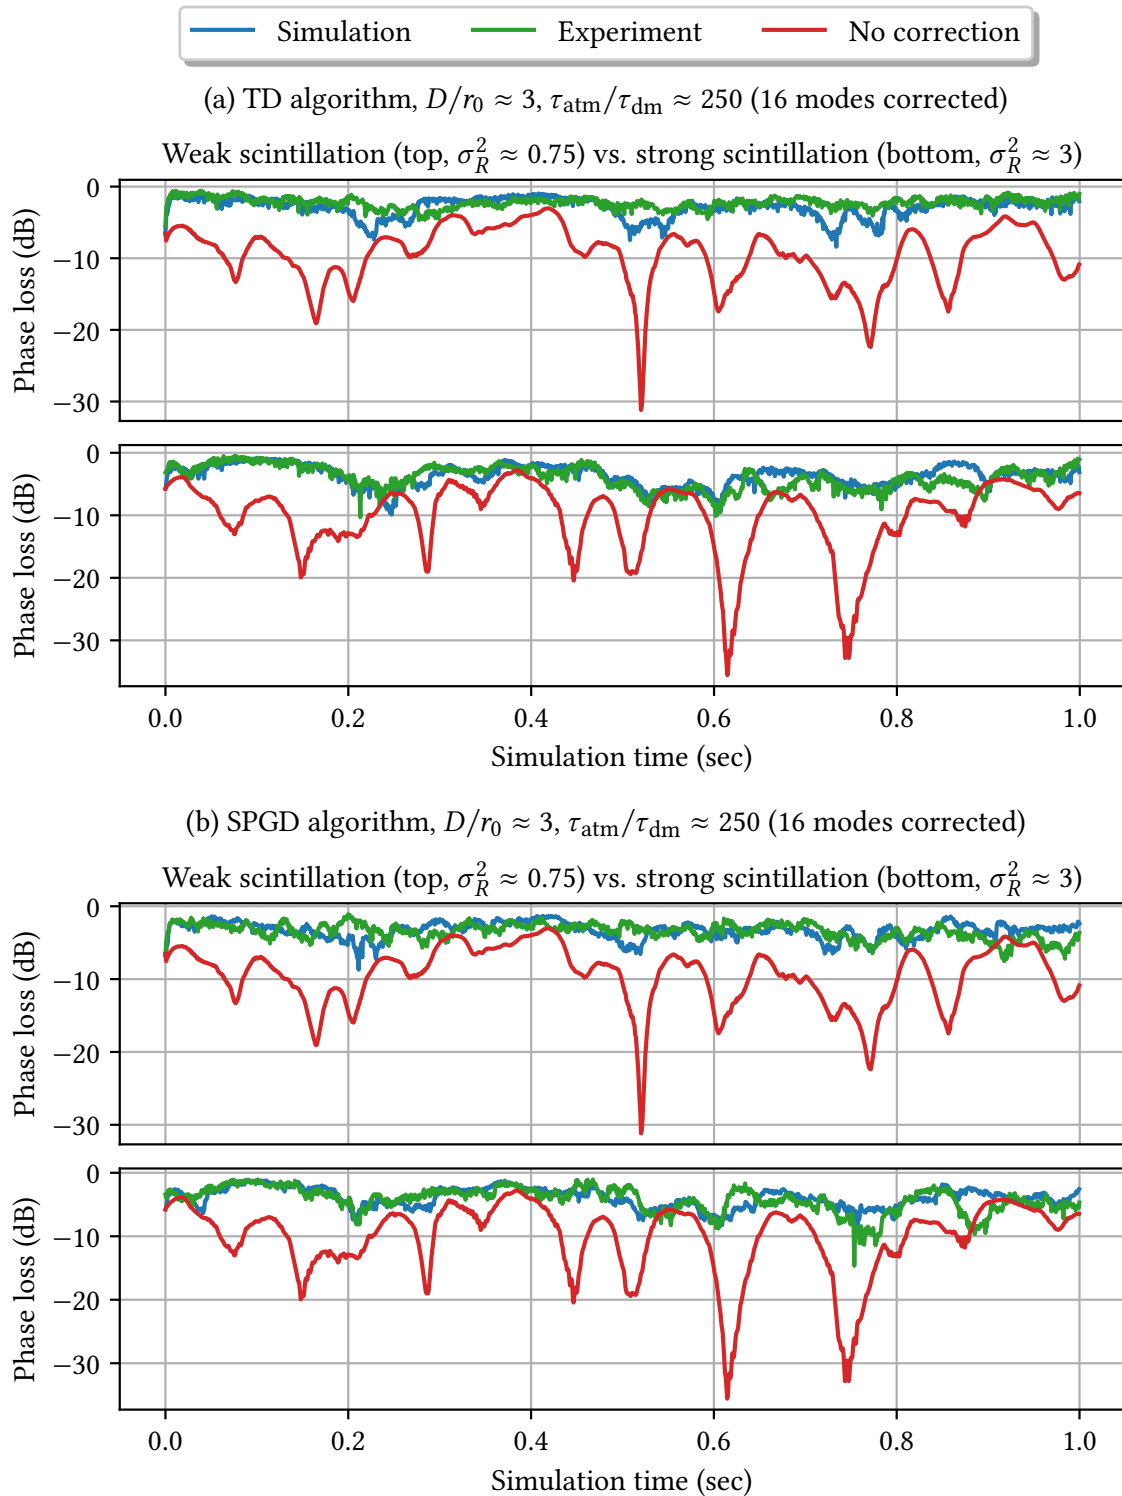 Simulation Experiment No correction
(a) TD algorithm, D/r₀ ≈ 3, τatm/τdm ≈ 250 (16 modes corrected)
Weak scintillation (top, σ²R ≈ 0.75) vs. strong scintillation (bottom, σ²R ≈ 3)
0
−10
−20
−30
Phase loss (dB)
0
−10
−20
−30
Phase loss (dB)
0.0 0.2 0.4 0.6 0.8 1.0
Simulation time (sec)
(b) SPGD algorithm, D/r₀ ≈ 3, τatm/τdm ≈ 250 (16 modes corrected)
Weak scintillation (top, σ²R ≈ 0.75) vs. strong scintillation (bottom, σ²R ≈ 3)
0
−10
−20
−30
Phase loss (dB)
0
−10
−20
−30
Phase loss (dB)
0.0 0.2 0.4 0.6 0.8 1.0
Simulation time (sec)